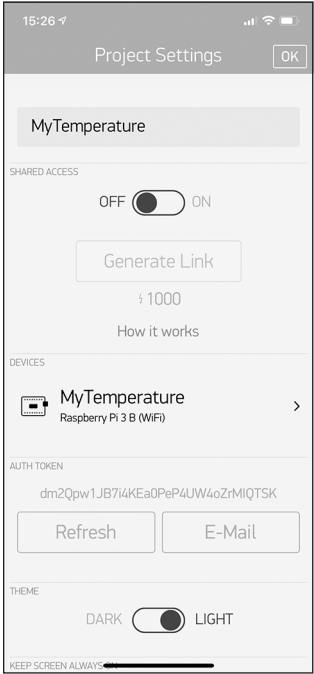 15:26
Project Settings
OK
MyTemperature
SHARED ACCESS
OFF ON
Generate Link
1000
How it works
DEVICES
MyTemperature
Raspberry Pi 3 B (WiFi)
AUTH TOKEN
dm2Qpw1JB7i4KEa0PeP4UW4oZrMIQTSK
Refresh E-Mail
THEME
DARK LIGHT
KEEP SCREEN ALWAYS ON